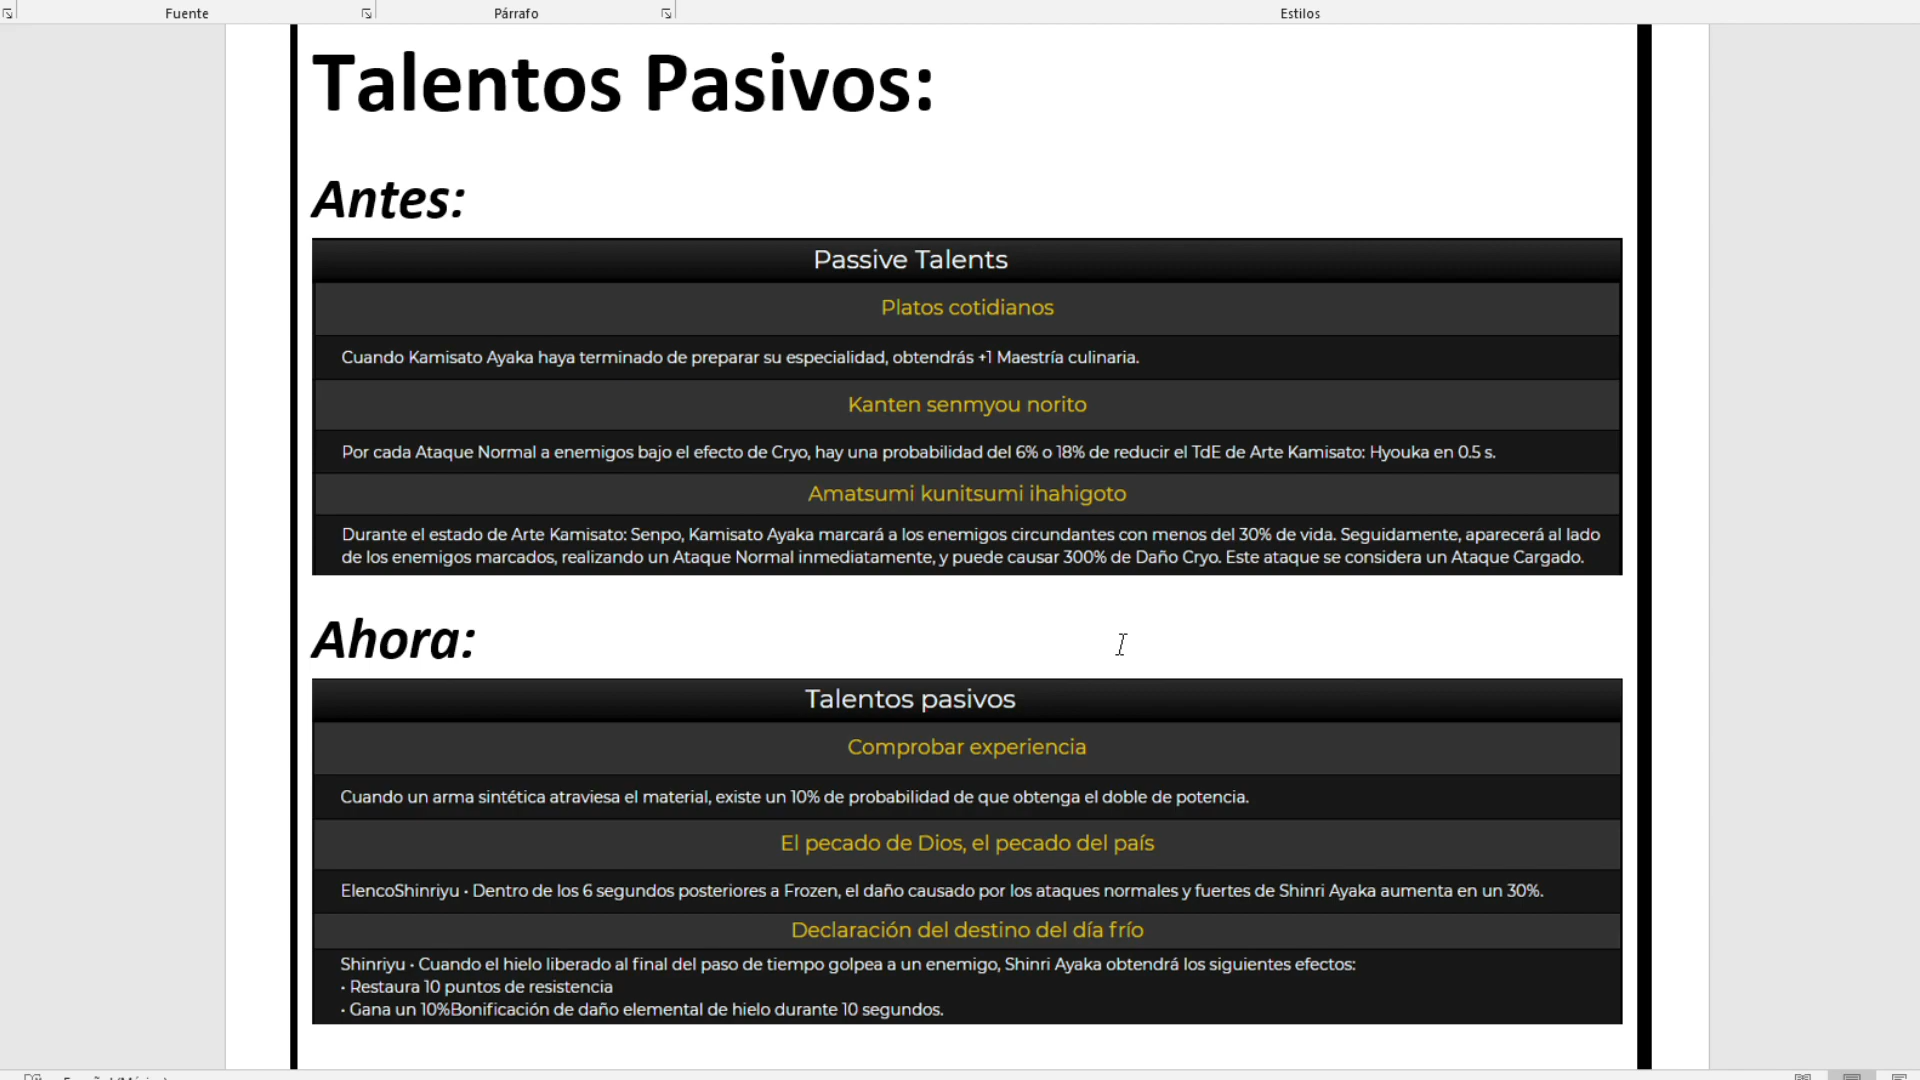 Fuente Párrafo Estilos
Talentos Pasivos:
Antes:
Passive Talents
Platos cotidianos
Cuando Kamisato Ayaka haya terminado de preparar su especialidad, obtendrás +1 Maestría culinaria.
Kanten senmyou norito
Por cada Ataque Normal a enemigos bajo el efecto de Cryo, hay una probabilidad del 6% o 18% de reducir el TdE de Arte Kamisato: Hyouka en 0.5 s.
Amatsumi kunitsumi ihahigoto
Durante el estado de Arte Kamisato: Senpo, Kamisato Ayaka marcará a los enemigos circundantes con menos del 30% de vida. Seguidamente, aparecerá al lado
de los enemigos marcados, realizando un Ataque Normal inmediatamente, y puede causar 300% de Daño Cryo. Este ataque se considera un Ataque Cargado.
Ahora:
Talentos pasivos
Comprobar experiencia
Cuando un arma sintética atraviesa el material, existe un 10% de probabilidad de que obtenga el doble de potencia.
El pecado de Dios, el pecado del país
ElencoShinriyu · Dentro de los 6 segundos posteriores a Frozen, el daño causado por los ataques normales y fuertes de Shinri Ayaka aumenta en un 30%.
Declaración del destino del día frío
Shinriyu · Cuando el hielo liberado al final del paso de tiempo golpea a un enemigo, Shinri Ayaka obtendrá los siguientes efectos:
· Restaura 10 puntos de resistencia
· Gana un 10%Bonificación de daño elemental de hielo durante 10 segundos.